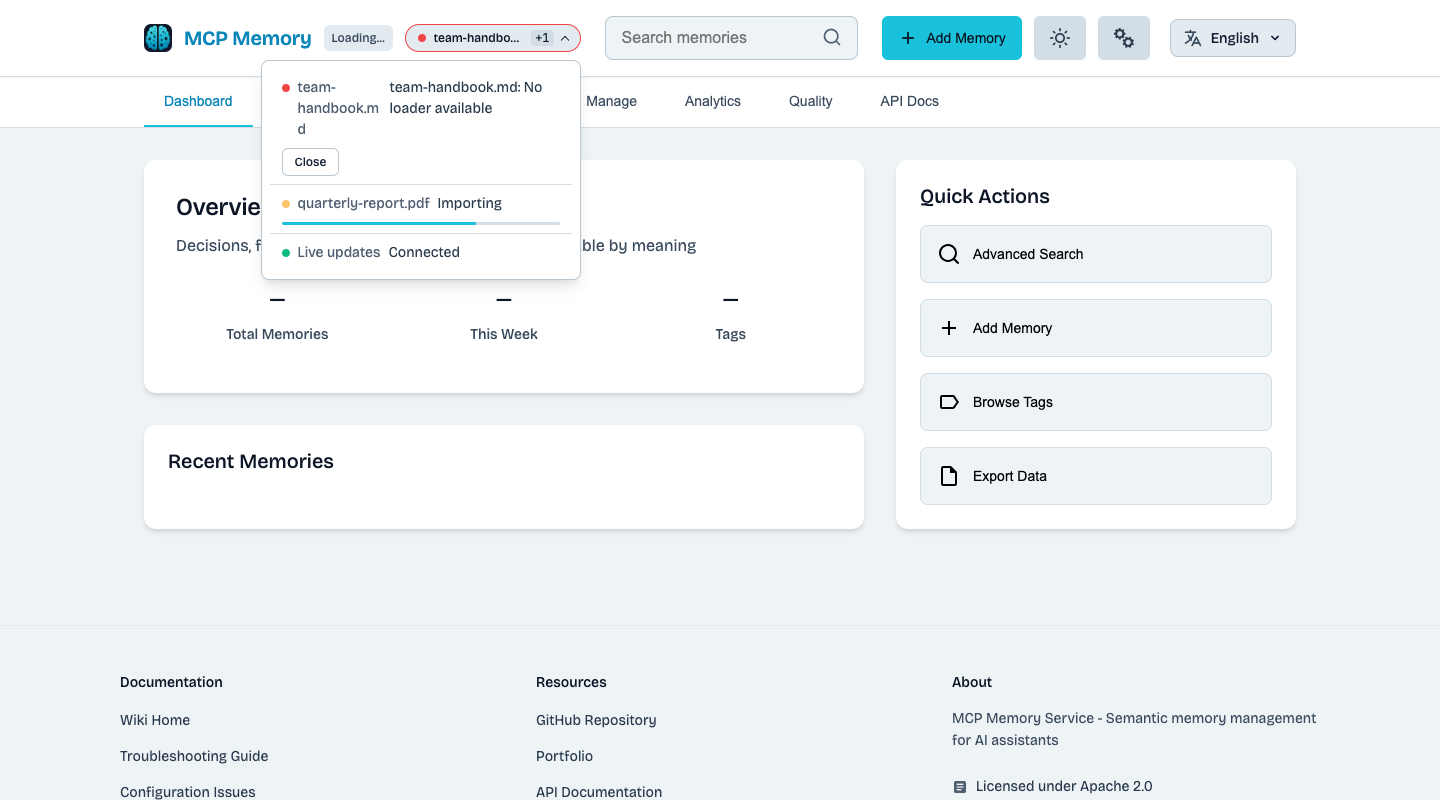 MCP Memory
Loading...
team-handbo...
+1
Search memories
Add Memory
English
team-
handbook.m
d
team-handbook.md: No
loader available
Close
quarterly-report.pdf Importing
Live updates Connected
Dashboard
Manage
Analytics
Quality
API Docs
Overvie
Decisions, f
ble by meaning
–
Total Memories
–
This Week
–
Tags
Recent Memories
Quick Actions
Advanced Search
Add Memory
Browse Tags
Export Data
Documentation
Wiki Home
Troubleshooting Guide
Configuration Issues
Resources
GitHub Repository
Portfolio
API Documentation
About
MCP Memory Service - Semantic memory management
for AI assistants
Licensed under Apache 2.0